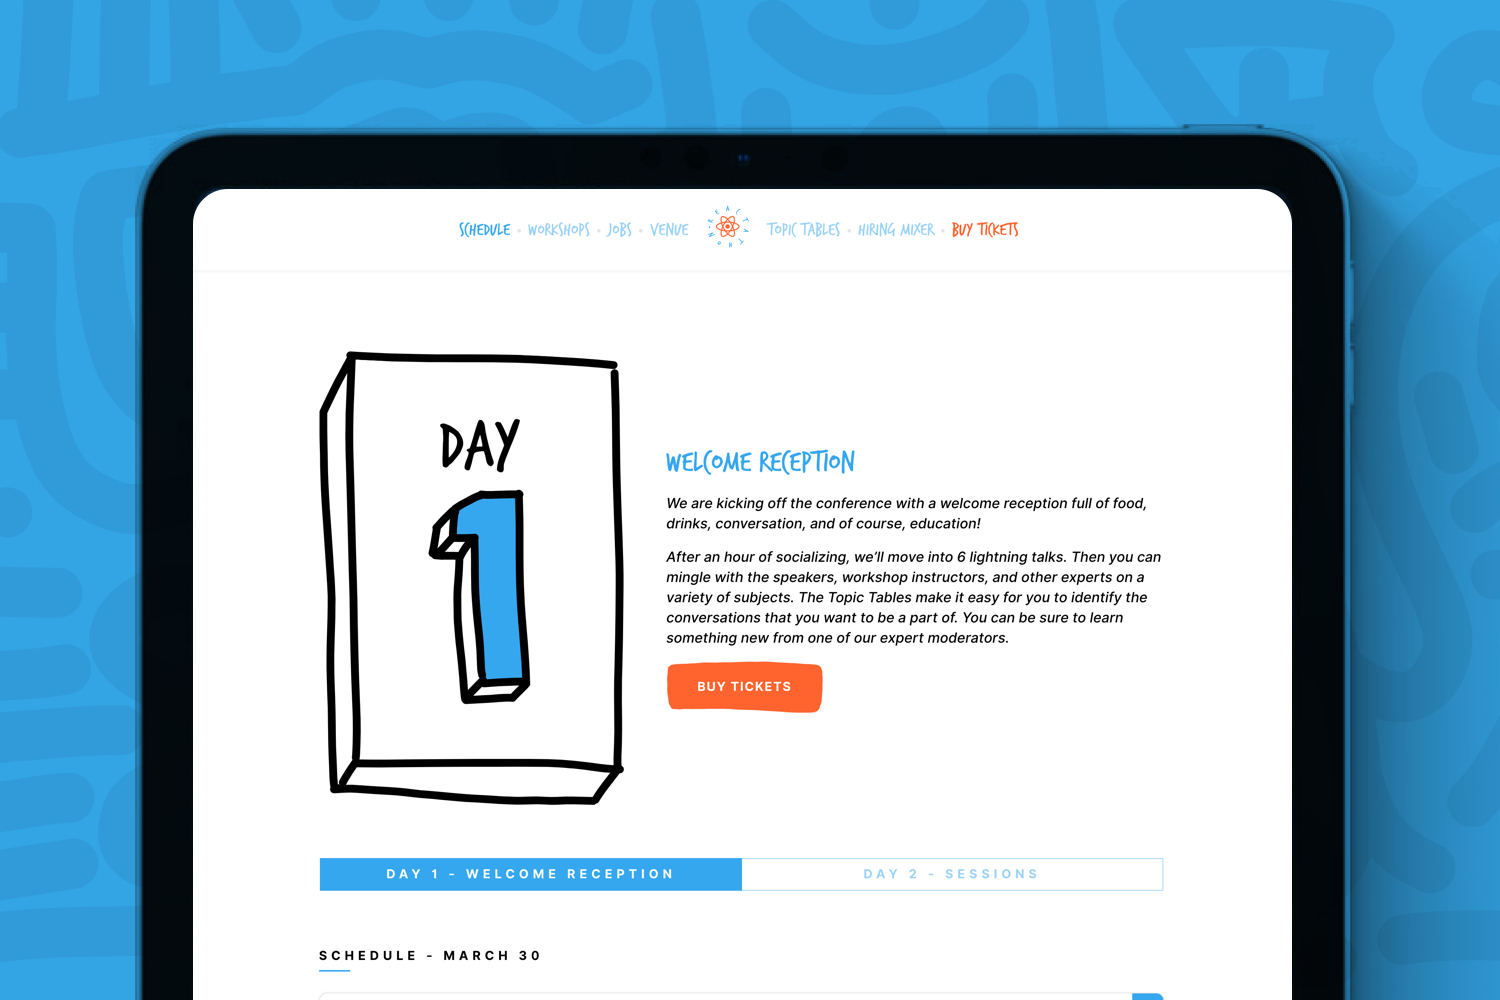 SCHEDULE • WORKSHOPS • JOBS • VENUE
REACTATHON
TOPIC TABLES • HIRING MIXER • BUY TICKETS
DAY
1
WELCOME RECEPTION
We are kicking off the conference with a welcome reception full of food,
drinks, conversation, and of course, education!
After an hour of socializing, we’ll move into 6 lightning talks. Then you can
mingle with the speakers, workshop instructors, and other experts on a
variety of subjects. The Topic Tables make it easy for you to identify the
conversations that you want to be a part of. You can be sure to learn
something new from one of our expert moderators.
BUY TICKETS
DAY 1 - WELCOME RECEPTION
DAY 2 - SESSIONS
SCHEDULE - MARCH 30